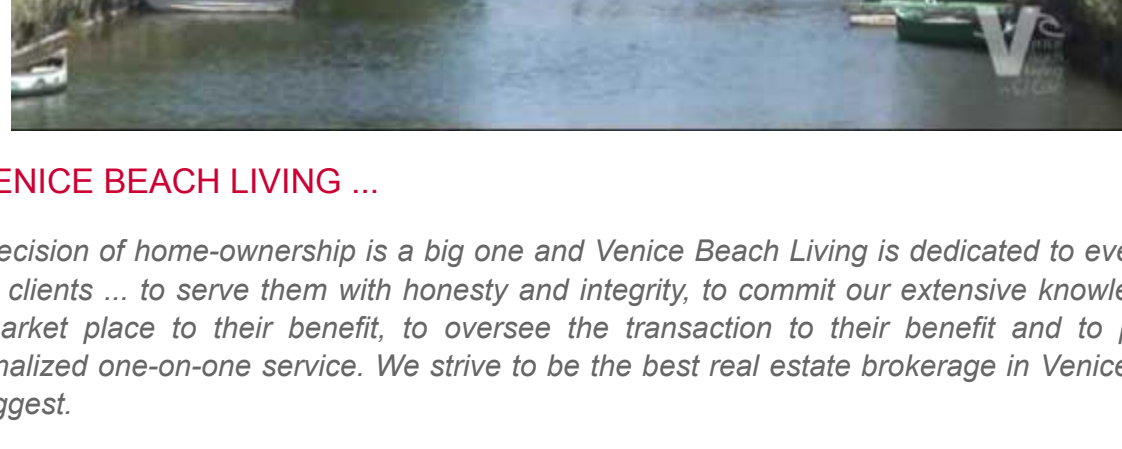 V
ENICE BEACH LIVING ...
ecision of home-ownership is a big one and Venice Beach Living is dedicated to eve
clients ... to serve them with honesty and integrity, to commit our extensive knowle
arket place to their benefit, to oversee the transaction to their benefit and to p
nalized one-on-one service. We strive to be the best real estate brokerage in Venice
ggest.